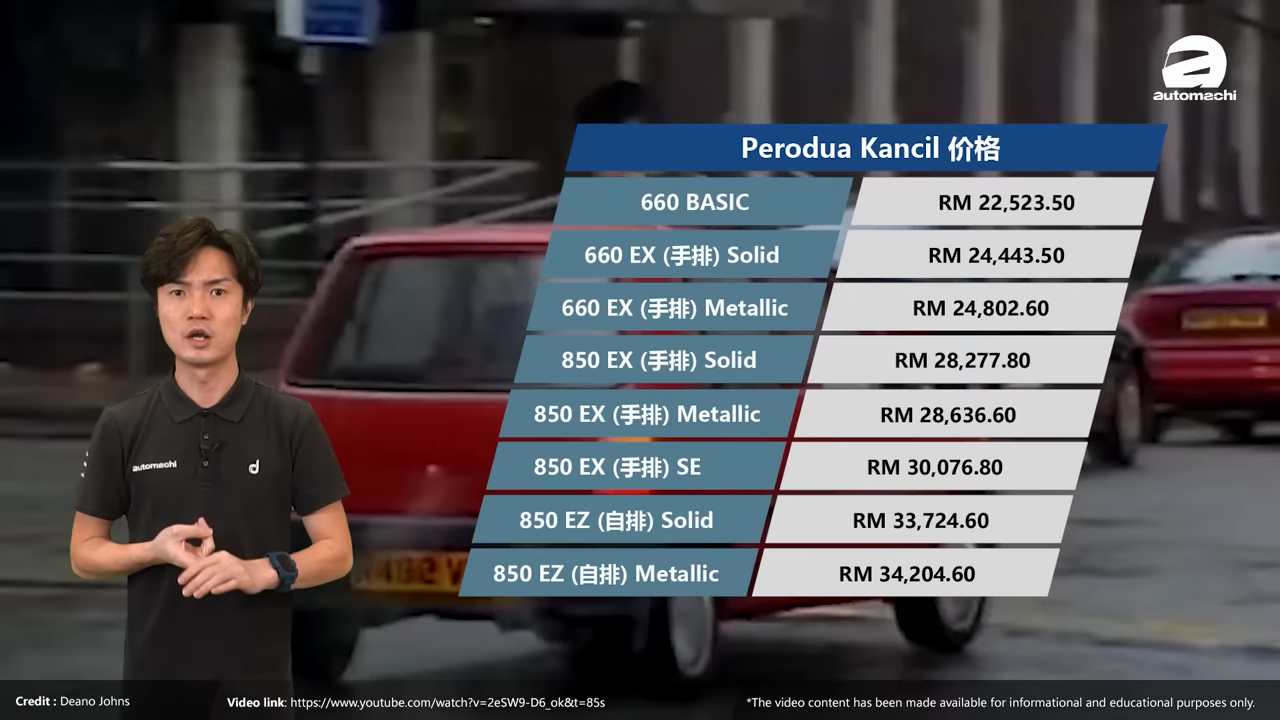 automachi
Perodua Kancil 价格
660 BASIC RM 22,523.50
660 EX (手排) Solid RM 24,443.50
660 EX (手排) Metallic RM 24,802.60
850 EX (手排) Solid RM 28,277.80
850 EX (手排) Metallic RM 28,636.60
850 EX (手排) SE RM 30,076.80
850 EZ (自排) Solid RM 33,724.60
850 EZ (自排) Metallic RM 34,204.60
automachi
Credit : Deano Johns
Video link: https://www.youtube.com/watch?v=2eSW9-D6_ok&t=85s
*The video content has been made available for informational and educational purposes only.